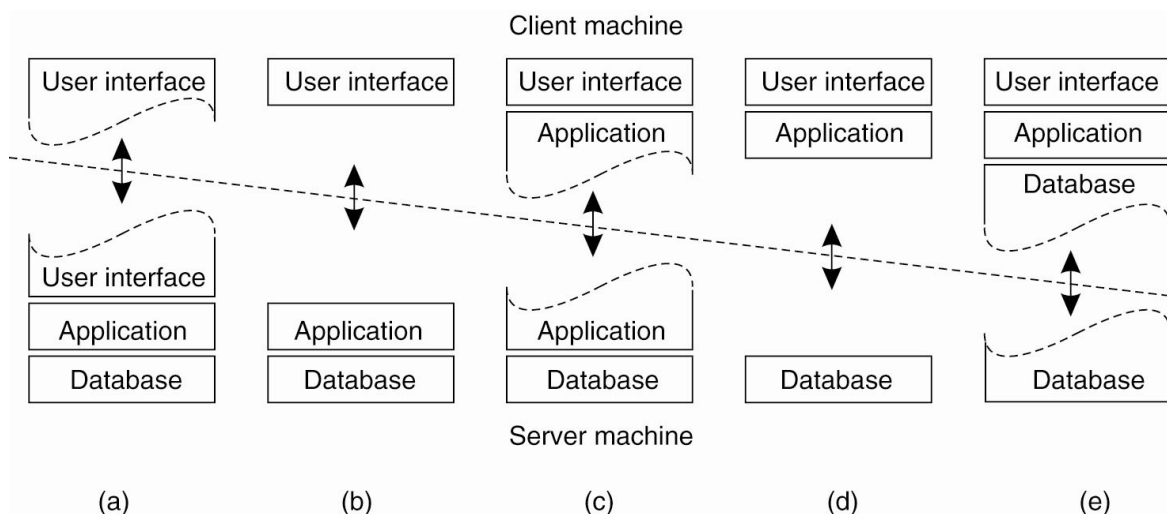 Client machine
User interface User interface User interface User interface User interface
Application Application Application
Database
User interface
Application Application Application
Database Database Database Database Database
Server machine
(a) (b) (c) (d) (e)